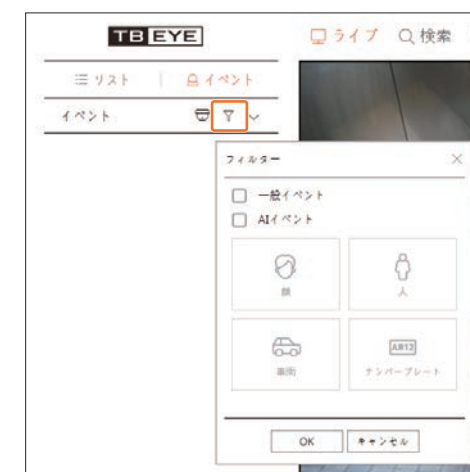 TB EYE
ライブ 検索
リスト イベント
イベント
フィルター
一般イベント
AIイベント
顔 人
AB12
車両 ナンバープレート
OK キャンセル